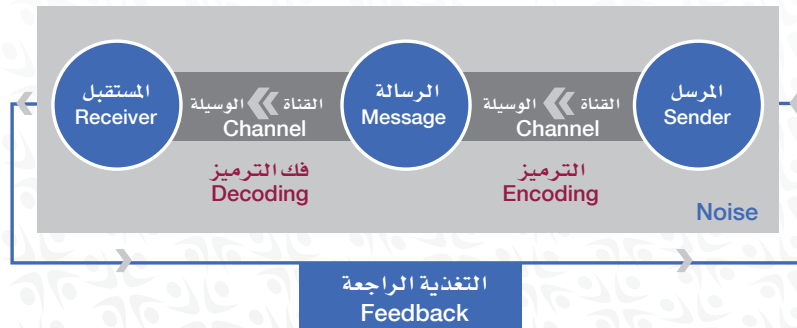 المرسل
Sender
القناة الوسيلة
Channel
الرسالة
Message
القناة الوسيلة
Channel
المستقبل
Receiver
الترميز
Encoding
فك الترميز
Decoding
Noise
التغذية الراجعة
Feedback